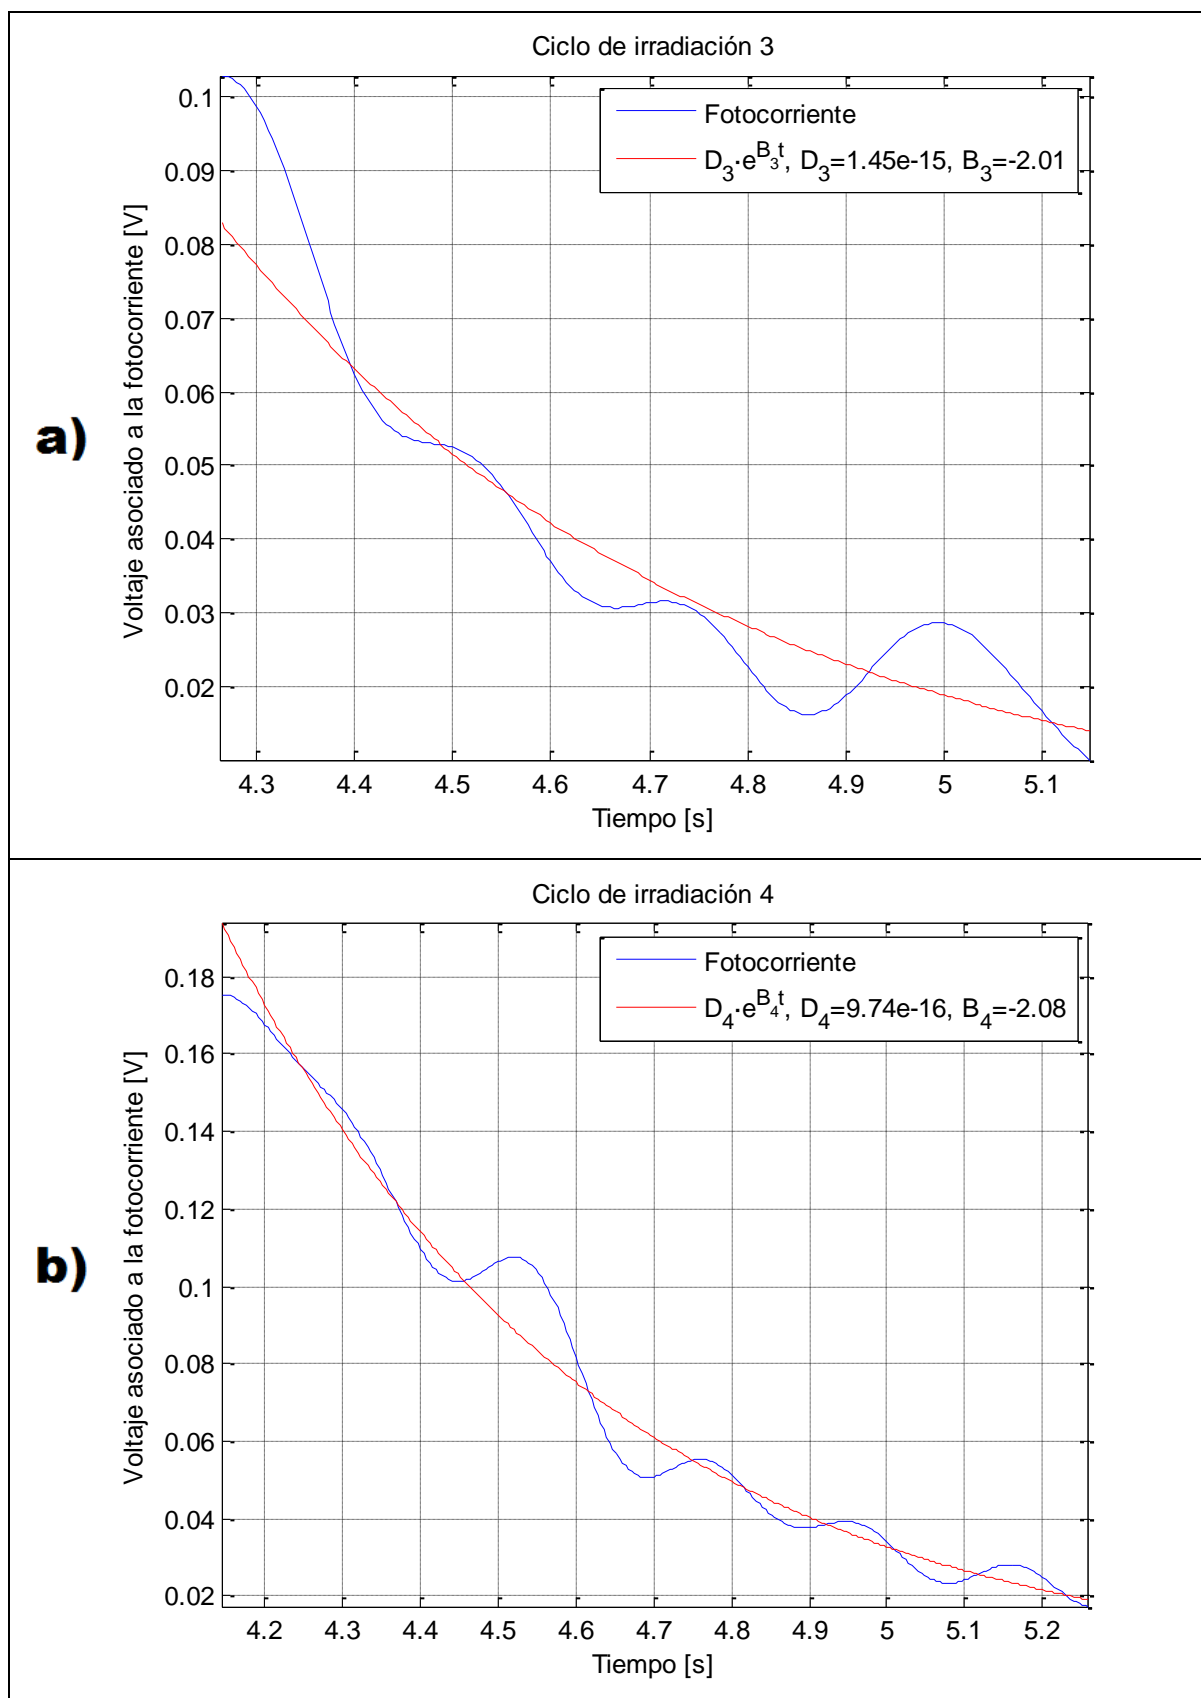 Ciclo de irradiación 3
Fotocorriente
D₃·e^B₃t, D₃=1.45e-15, B₃=-2.01
Voltaje asociado a la fotocorriente [V]
0.1
0.09
0.08
0.07
0.06
0.05
0.04
0.03
0.02
a)
4.3 4.4 4.5 4.6 4.7 4.8 4.9 5 5.1
Tiempo [s]
Ciclo de irradiación 4
Fotocorriente
D₄·e^B₄t, D₄=9.74e-16, B₄=-2.08
Voltaje asociado a la fotocorriente [V]
0.18
0.16
0.14
0.12
0.1
0.08
0.06
0.04
0.02
b)
4.2 4.3 4.4 4.5 4.6 4.7 4.8 4.9 5 5.1 5.2
Tiempo [s]